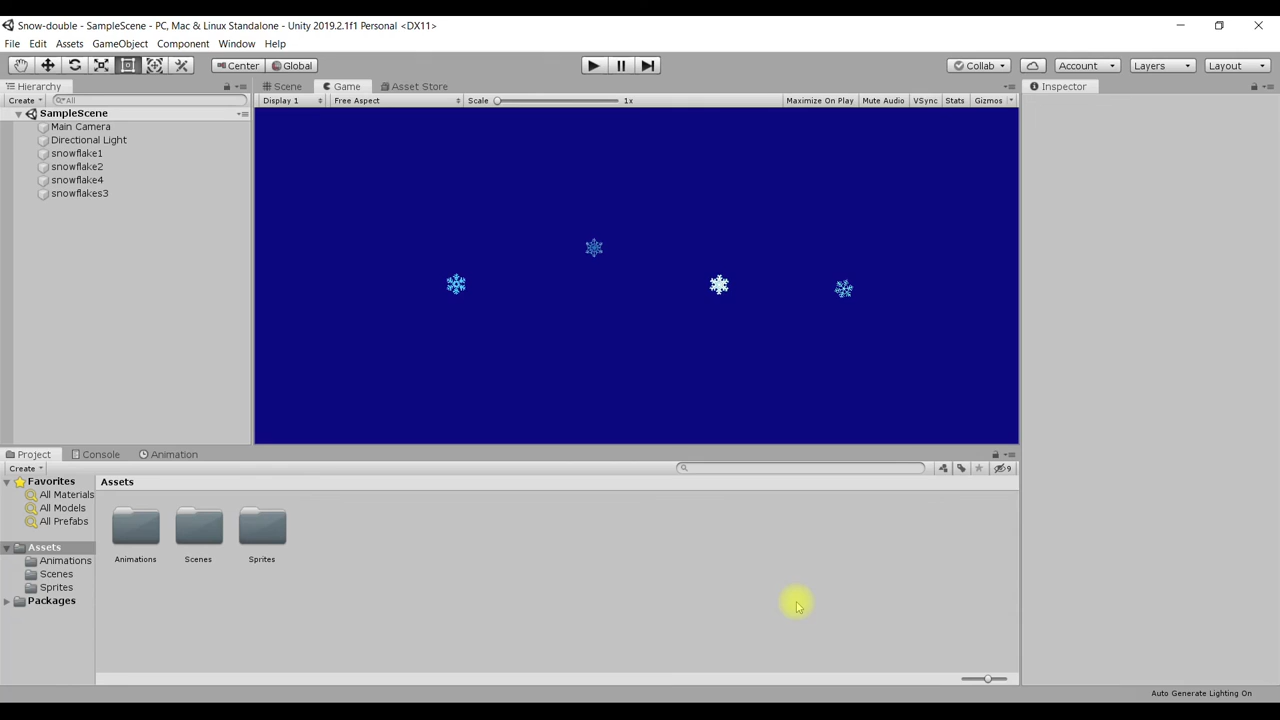 Snow-double - SampleScene - PC, Mac & Linux Standalone - Unity 2019.2.1f1 Personal <DX11>
File Edit Assets GameObject Component Window Help
Center Global Collab Account Layers Layout
Hierarchy Scene Game Asset Store Inspector
Create All Display 1 Free Aspect Scale 1x Maximize On Play Mute Audio VSync Stats Gizmos
SampleScene
Main Camera
Directional Light
snowflake1
snowflake2
snowflake4
snowflakes3
Project Console Animation
Create 9
Favorites Assets
All Materials
All Models
All Prefabs
Assets
Animations Scenes Sprites
Animations
Scenes
Sprites
Packages
Auto Generate Lighting On